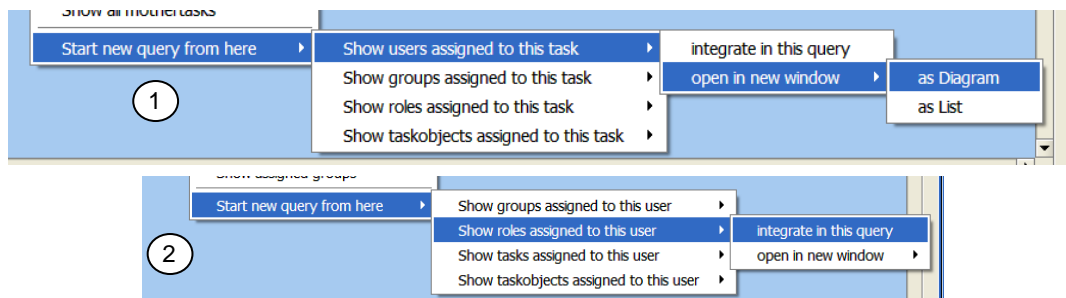 Show all mothertasks
Start new query from here
Show users assigned to this task
integrate in this query
Show groups assigned to this task
open in new window
as Diagram
Show roles assigned to this task
as List
Show taskobjects assigned to this task
1
Show assigned groups
Start new query from here
Show groups assigned to this user
Show roles assigned to this user
integrate in this query
Show tasks assigned to this user
open in new window
Show taskobjects assigned to this user
2